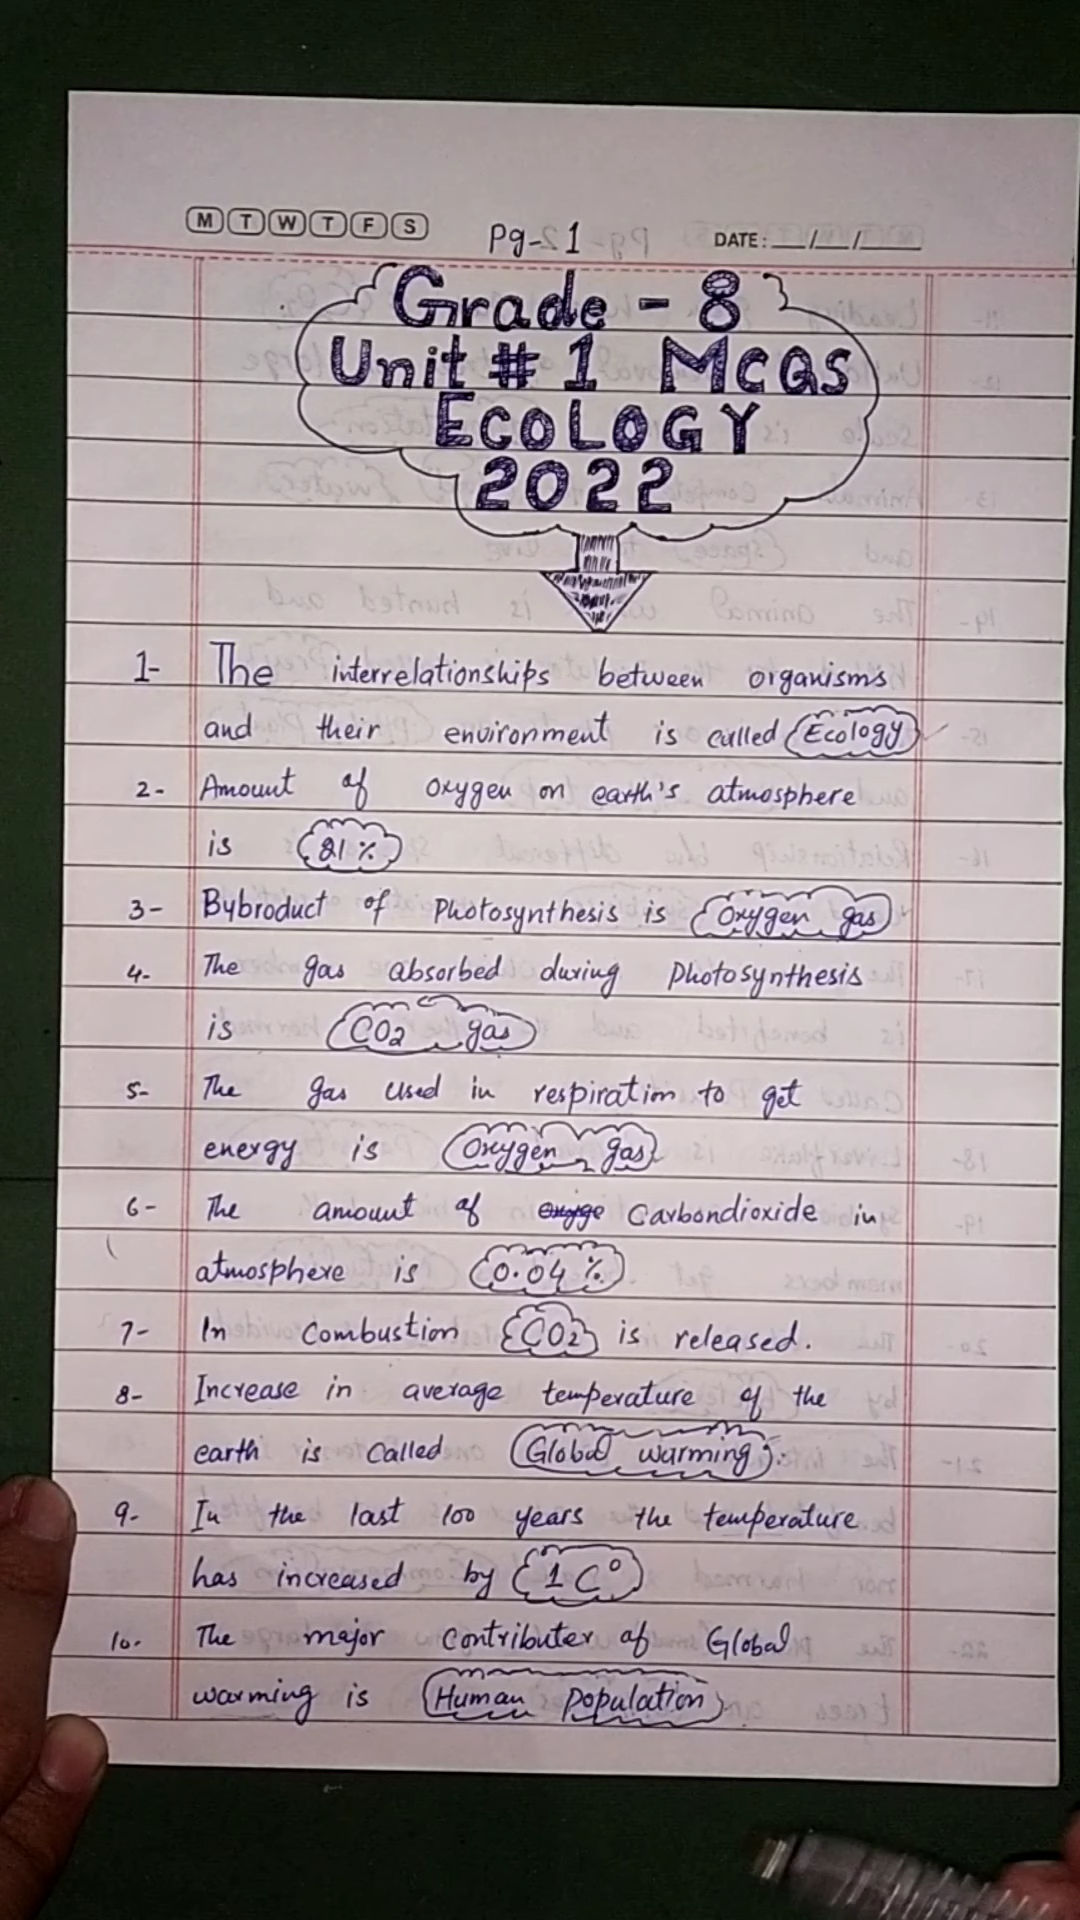 M T W T F S
Pg-1
DATE: __/__/__
Grade - 8
Unit # 1 McQS
ECOLOGY
2022
1- The interrelationships between organisms
and their environment is called Ecology
2- Amount of oxygen on earth's atmosphere
is 21 %
3- Bybroduct of Photosynthesis is Oxygen gas
4- The gas absorbed during photosynthesis
is CO2 gas
5- The gas used in respiration to get
energy is Oxygen gas
6- The amount of oxyge Carbondioxide in
atmosphere is 0.04 %
7- In Combustion CO2 is released.
8- Increase in average temperature of the
earth is Called Global warming.
9- In the last 100 years the temperature
has increased by 1 C°
10. The major Contributer of Global
warming is Human Population